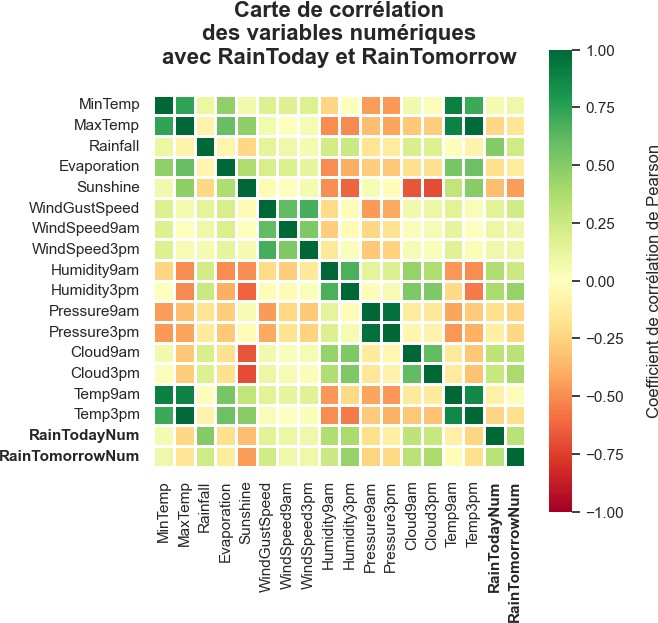 Carte de corrélation
des variables numériques
avec RainToday et RainTomorrow
MinTemp
MaxTemp
Rainfall
Evaporation
Sunshine
WindGustSpeed
WindSpeed9am
WindSpeed3pm
Humidity9am
Humidity3pm
Pressure9am
Pressure3pm
Cloud9am
Cloud3pm
Temp9am
Temp3pm
RainTodayNum
RainTomorrowNum
MinTemp
MaxTemp
Rainfall
Evaporation
Sunshine
WindGustSpeed
WindSpeed9am
WindSpeed3pm
Humidity9am
Humidity3pm
Pressure9am
Pressure3pm
Cloud9am
Cloud3pm
Temp9am
Temp3pm
RainTodayNum
RainTomorrowNum
1.00
0.75
0.50
0.25
0.00
−0.25
−0.50
−0.75
−1.00
Coefficient de corrélation de Pearson